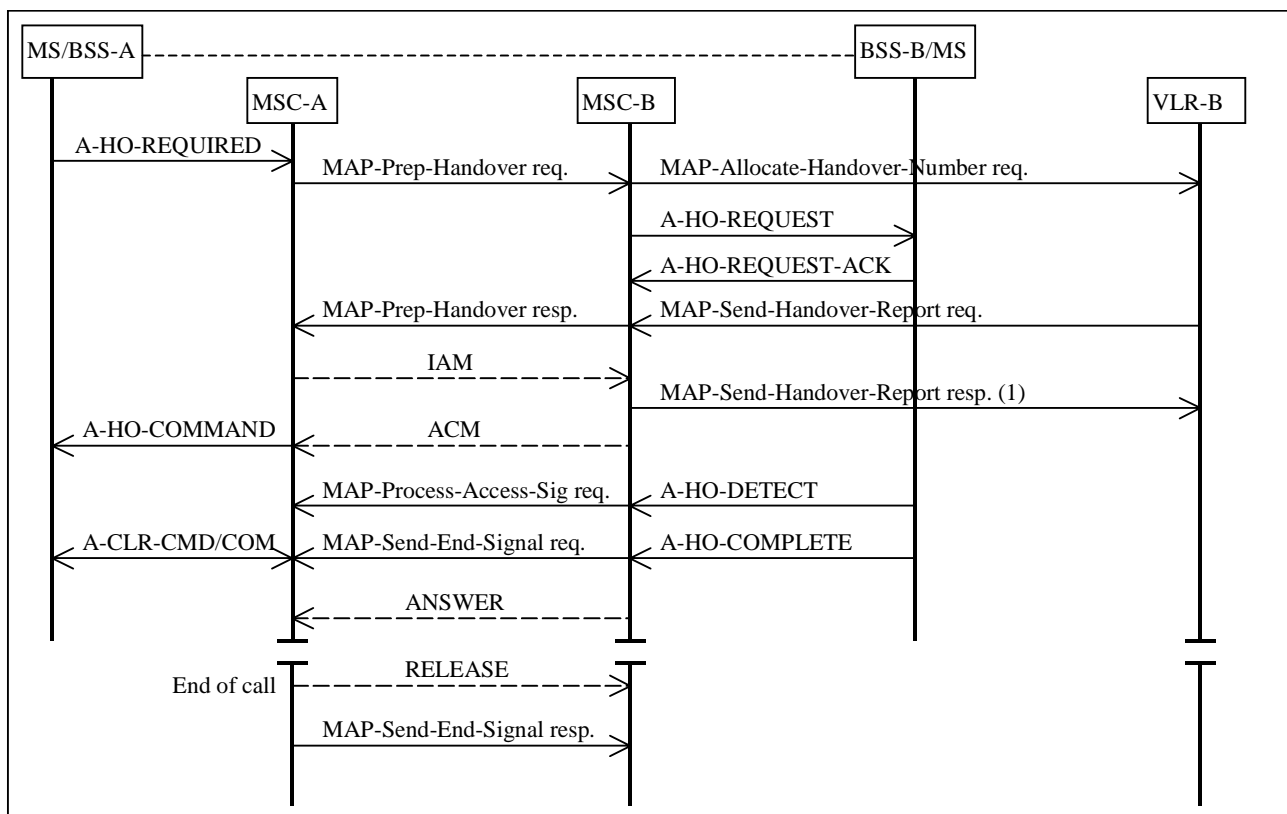 MS/BSS-A
BSS-B/MS
MSC-A
MSC-B
VLR-B
A-HO-REQUIRED
MAP-Prep-Handover req.
MAP-Allocate-Handover-Number req.
A-HO-REQUEST
A-HO-REQUEST-ACK
MAP-Prep-Handover resp.
MAP-Send-Handover-Report req.
IAM
MAP-Send-Handover-Report resp. (1)
A-HO-COMMAND
ACM
MAP-Process-Access-Sig req.
A-HO-DETECT
A-CLR-CMD/COM
MAP-Send-End-Signal req.
A-HO-COMPLETE
ANSWER
End of call
RELEASE
MAP-Send-End-Signal resp.